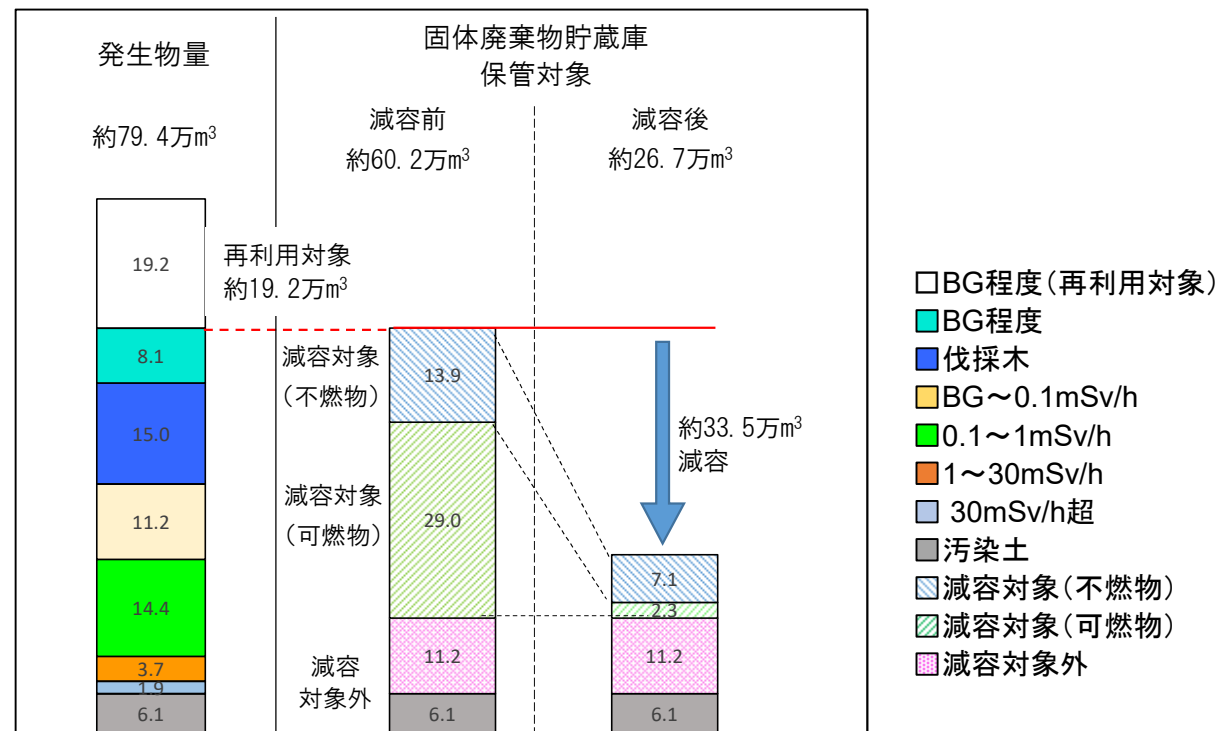 発生物量
約79.4万m³
固体廃棄物貯蔵庫
保管対象
減容前
約60.2万m³
減容後
約26.7万m³
19.2
8.1
15.0
11.2
14.4
3.7
1.9
6.1
再利用対象
約19.2万m³
減容対象
（不燃物）
減容対象
（可燃物）
減容
対象外
13.9
29.0
11.2
6.1
約33.5万m³
減容
7.1
2.3
11.2
6.1
BG程度（再利用対象）
BG程度
伐採木
BG～0.1mSv/h
0.1～1mSv/h
1～30mSv/h
30mSv/h超
汚染土
減容対象（不燃物）
減容対象（可燃物）
減容対象外